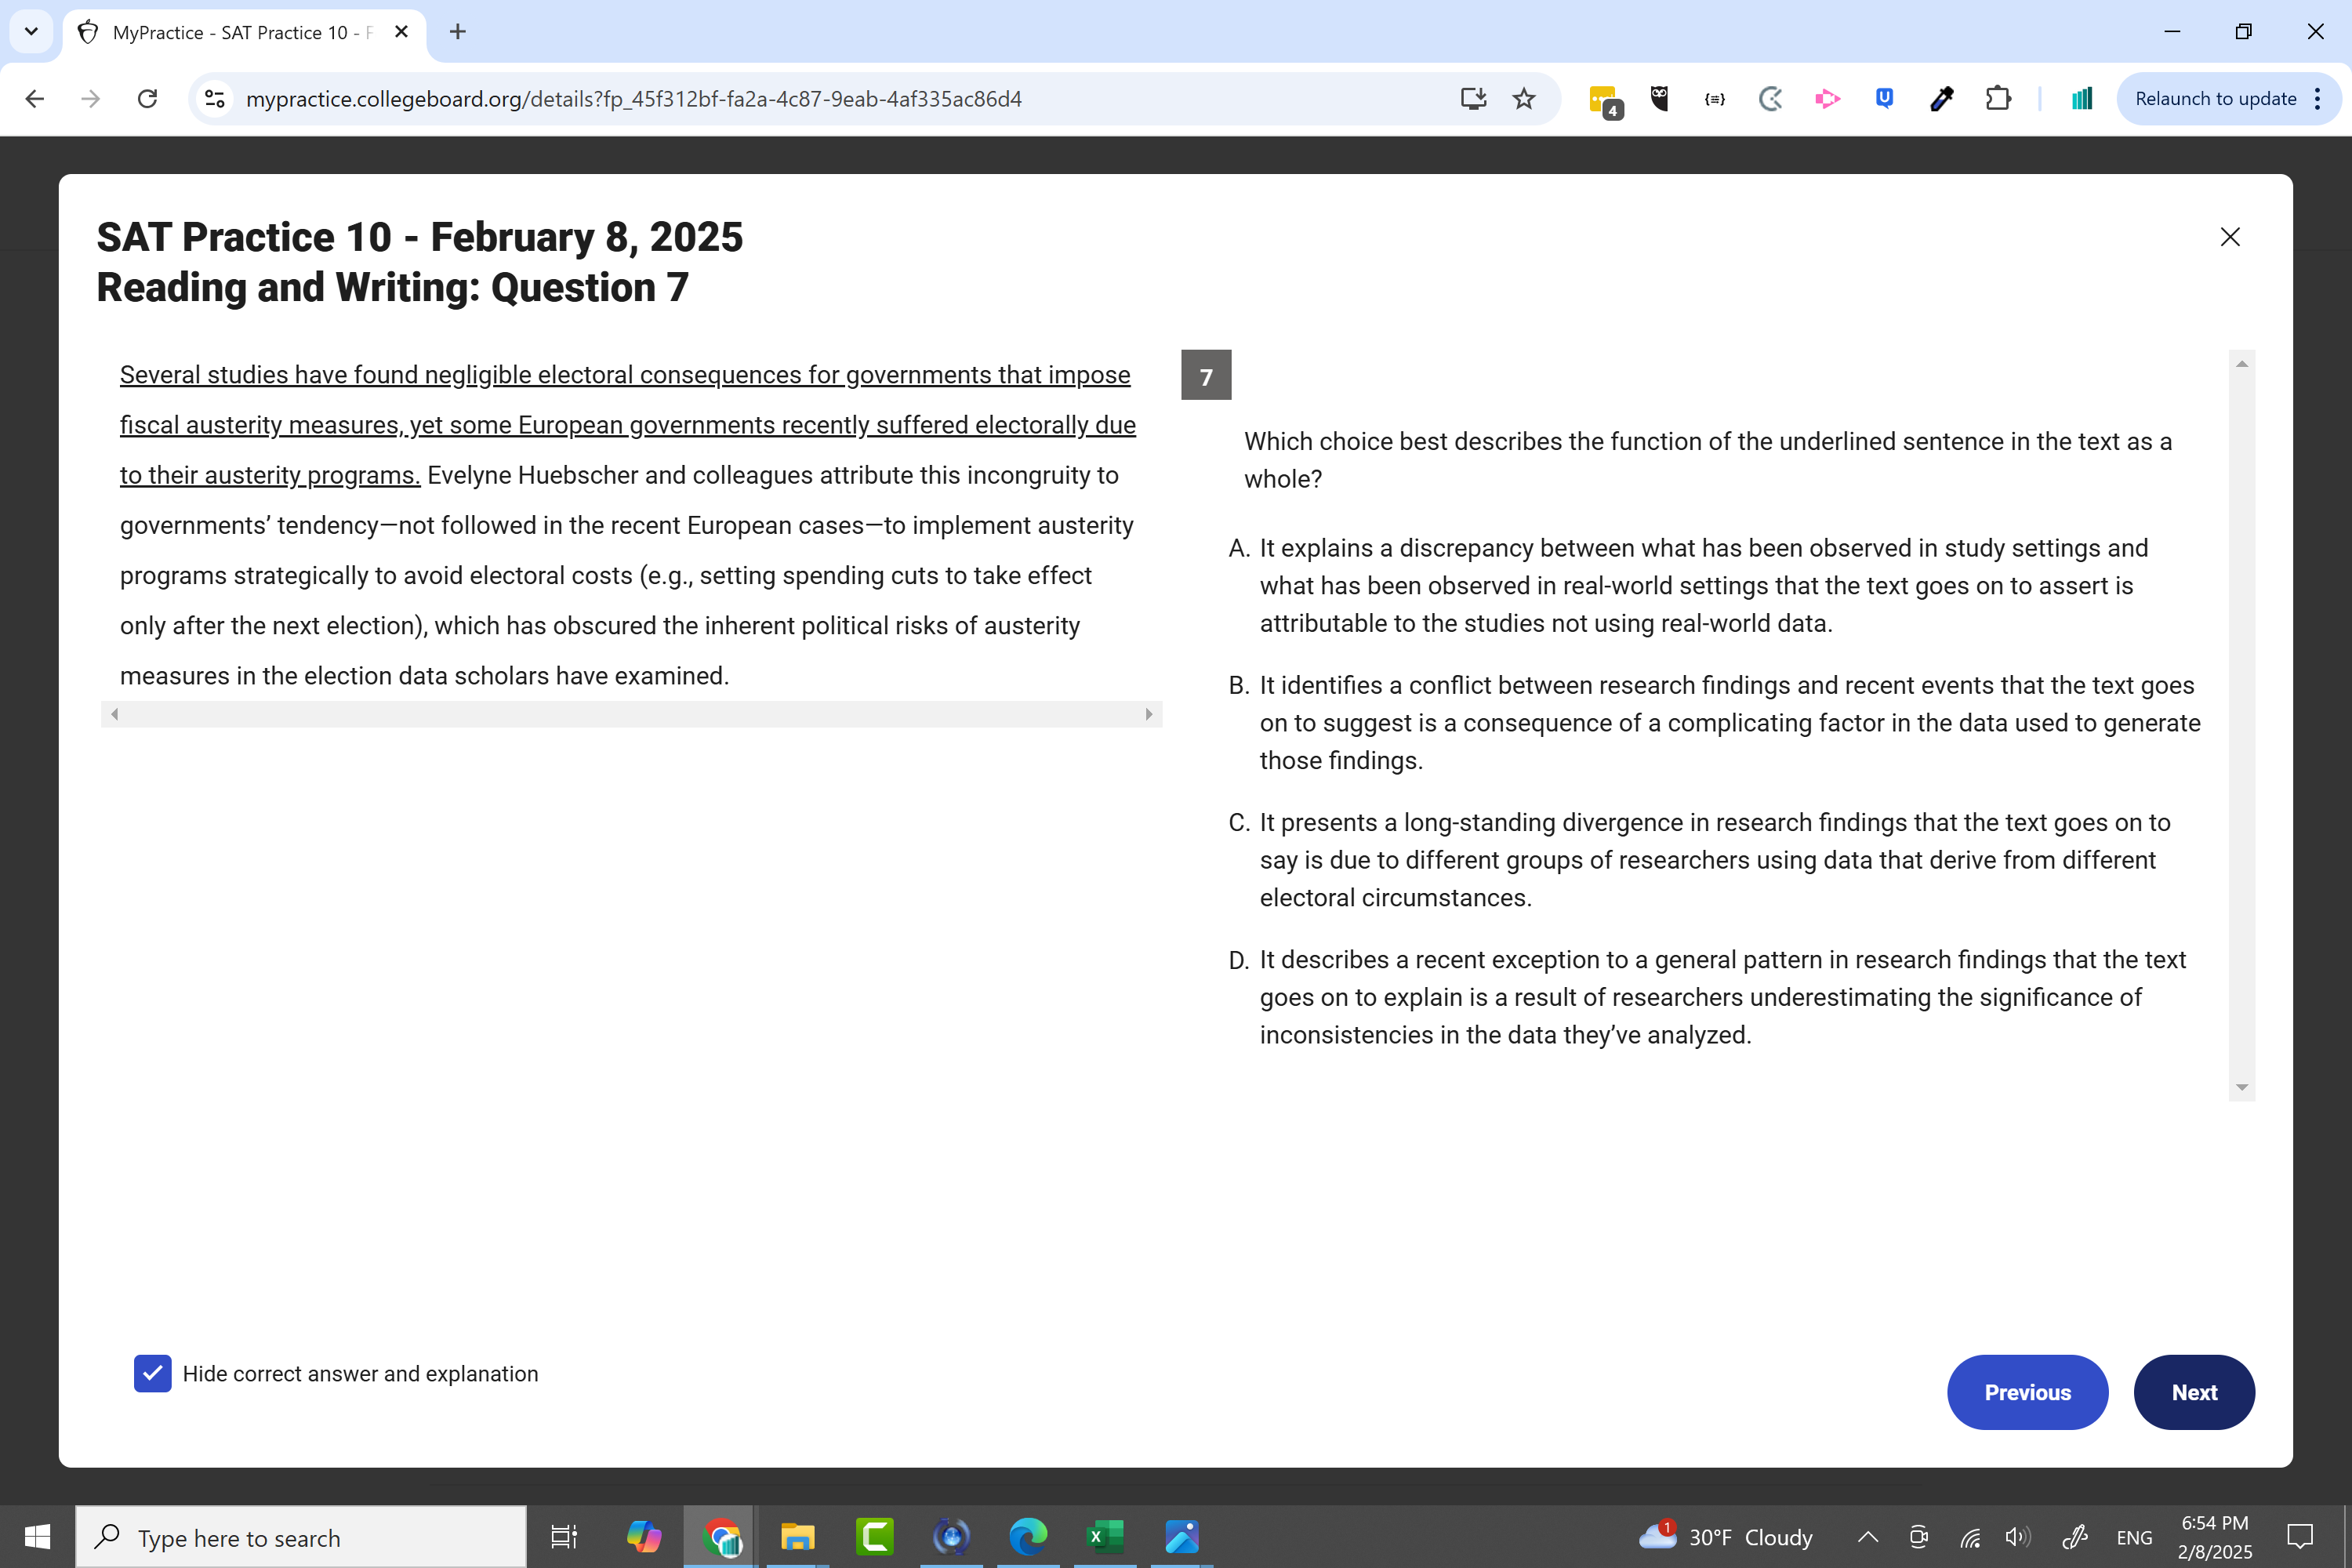 MyPractice - SAT Practice 10 - F
mypractice.collegeboard.org/details?fp_45f312bf-fa2a-4c87-9eab-4af335ac86d4
4
{≡}
U
Relaunch to update
SAT Practice 10 - February 8, 2025
Reading and Writing: Question 7
Several studies have found negligible electoral consequences for governments that impose
fiscal austerity measures, yet some European governments recently suffered electorally due
to their austerity programs. Evelyne Huebscher and colleagues attribute this incongruity to
governments’ tendency—not followed in the recent European cases—to implement austerity
programs strategically to avoid electoral costs (e.g., setting spending cuts to take effect
only after the next election), which has obscured the inherent political risks of austerity
measures in the election data scholars have examined.
7
Which choice best describes the function of the underlined sentence in the text as a
whole?
A. It explains a discrepancy between what has been observed in study settings and
what has been observed in real-world settings that the text goes on to assert is
attributable to the studies not using real-world data.
B. It identifies a conflict between research findings and recent events that the text goes
on to suggest is a consequence of a complicating factor in the data used to generate
those findings.
C. It presents a long-standing divergence in research findings that the text goes on to
say is due to different groups of researchers using data that derive from different
electoral circumstances.
D. It describes a recent exception to a general pattern in research findings that the text
goes on to explain is a result of researchers underestimating the significance of
inconsistencies in the data they’ve analyzed.
Hide correct answer and explanation
Previous
Next
Type here to search
1
30°F Cloudy
ENG
6:54 PM
2/8/2025